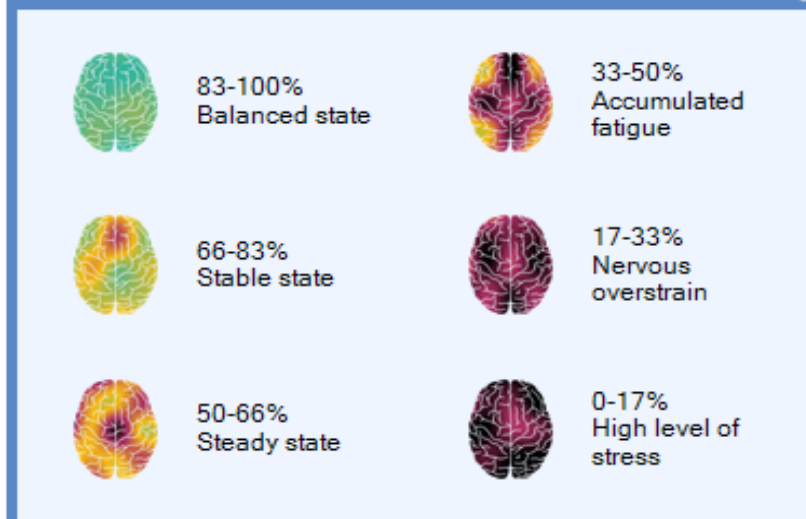 83-100%
Balanced state
66-83%
Stable state
50-66%
Steady state
33-50%
Accumulated
fatigue
17-33%
Nervous
overstrain
0-17%
High level of
stress